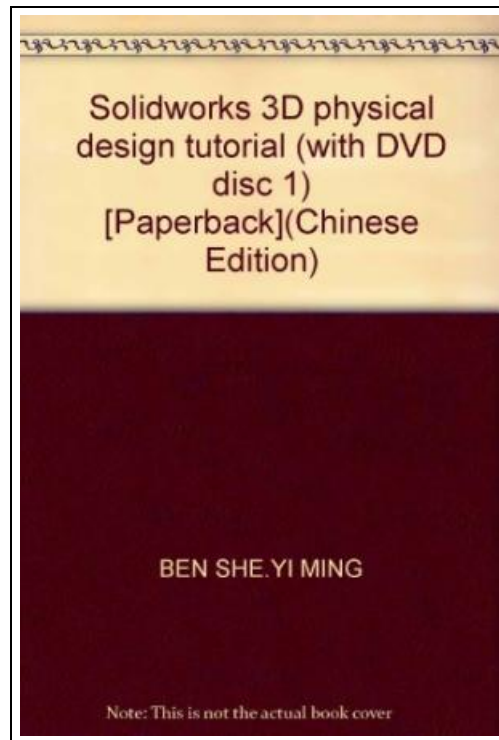 Solidworks 3D physical
design tutorial (with DVD
disc 1)
[Paperback](Chinese
Edition)
BEN SHE.YI MING
Note: This is not the actual book cover